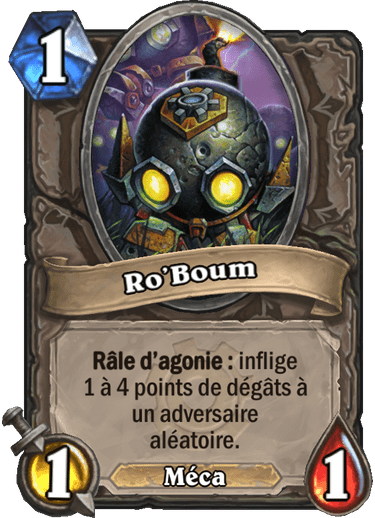 1
Ro'Boum
Râle d'agonie : inflige
1 à 4 points de dégâts à
un adversaire
aléatoire.
1
Méca
1